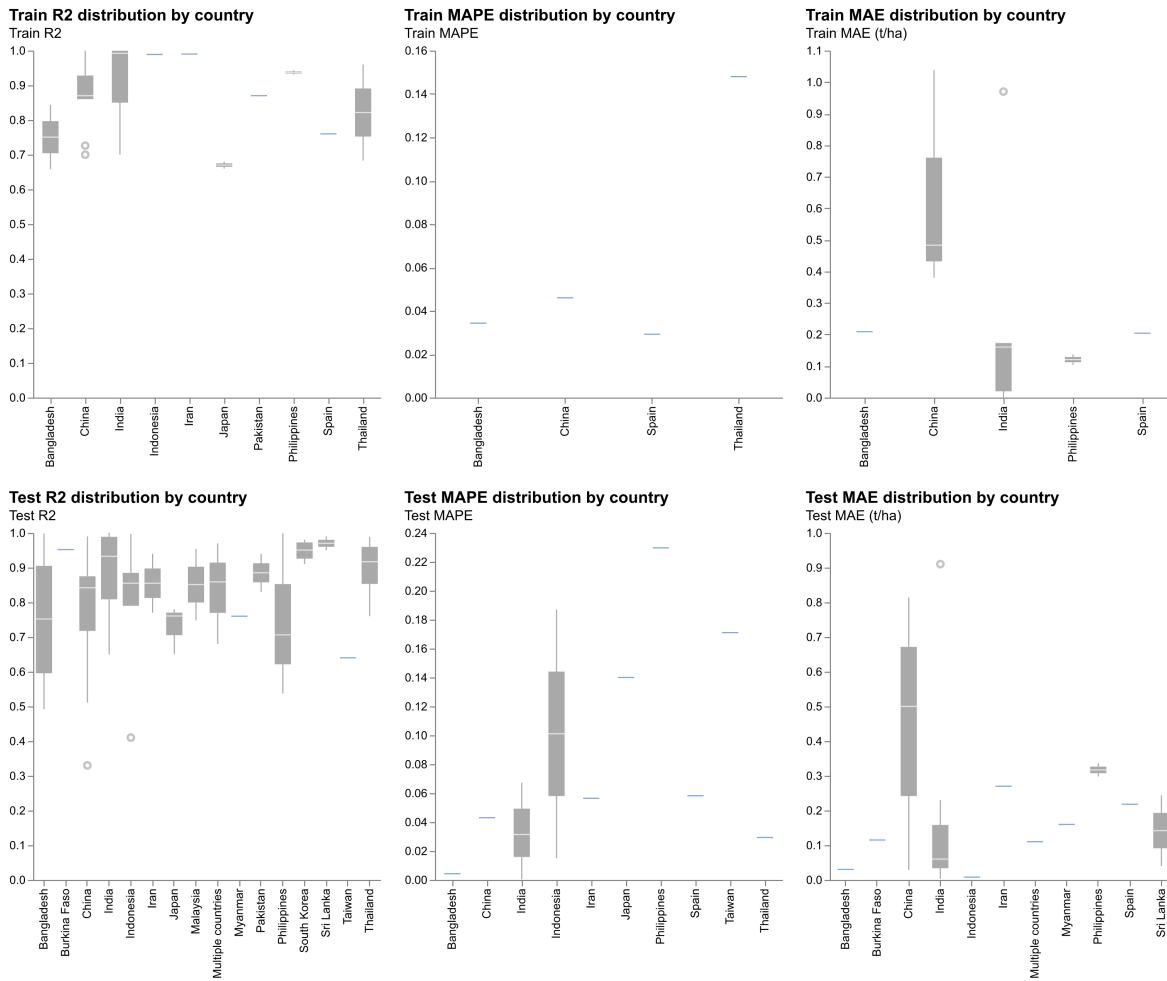 Train R2 distribution by country
Train R2
1.0
0.9
0.8
0.7
0.6
0.5
0.4
0.3
0.2
0.1
0.0
Bangladesh
China
India
Indonesia
Iran
Japan
Pakistan
Philippines
Spain
Thailand
Train MAPE distribution by country
Train MAPE
0.16
0.14
0.12
0.10
0.08
0.06
0.04
0.02
0.00
Bangladesh
China
Spain
Thailand
Train MAE distribution by country
Train MAE (t/ha)
1.1
1.0
0.9
0.8
0.7
0.6
0.5
0.4
0.3
0.2
0.1
0.0
Bangladesh
China
India
Philippines
Spain
Test R2 distribution by country
Test R2
1.0
0.9
0.8
0.7
0.6
0.5
0.4
0.3
0.2
0.1
0.0
Bangladesh
Burkina Faso
China
India
Indonesia
Iran
Japan
Malaysia
Multiple countries
Myanmar
Pakistan
Philippines
South Korea
Sri Lanka
Taiwan
Thailand
Test MAPE distribution by country
Test MAPE
0.24
0.22
0.20
0.18
0.16
0.14
0.12
0.10
0.08
0.06
0.04
0.02
0.00
Bangladesh
China
India
Indonesia
Iran
Japan
Philippines
Spain
Taiwan
Thailand
Test MAE distribution by country
Test MAE (t/ha)
1.0
0.9
0.8
0.7
0.6
0.5
0.4
0.3
0.2
0.1
0.0
Bangladesh
Burkina Faso
China
India
Indonesia
Iran
Multiple countries
Myanmar
Philippines
Spain
Sri Lanka